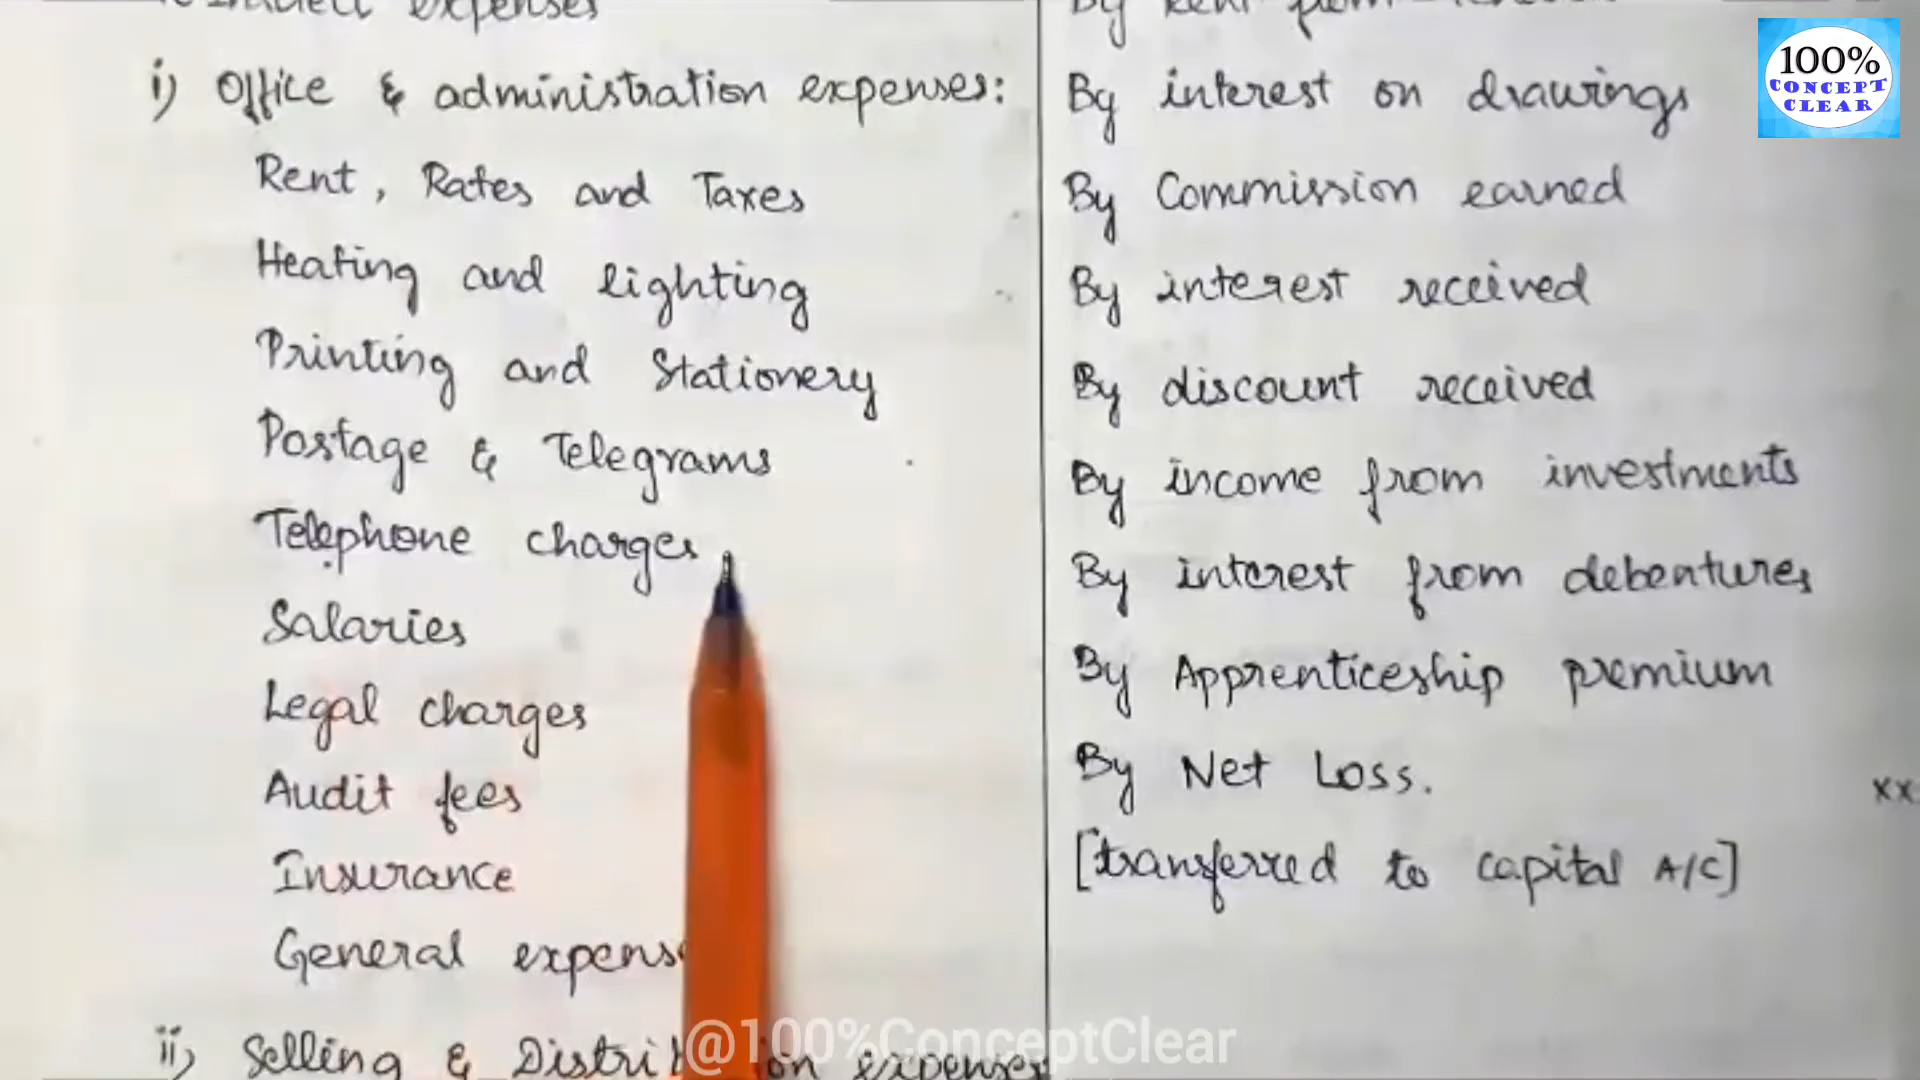 expenses
i) Office & administration expenses:
Rent, Rates and Taxes
Heating and lighting
Printing and Stationery
Postage & Telegrams
Telephone charges
Salaries
Legal charges
Audit fees
Insurance
General
ii) Selling & expenses
By
By interest on drawings
By Commission earned
By interest received
By discount received
By income from investments
By interest from debentures
By Apprenticeship premium
By Net Loss. xx
[transferred to capital A/C]
100%
CONCEPT
CLEAR
@100%ConceptClear